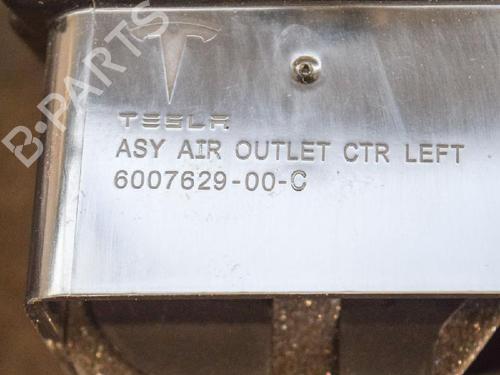 TESLA
ASY AIR OUTLET CTR LEFT
6007629-00-C
B-PARTS